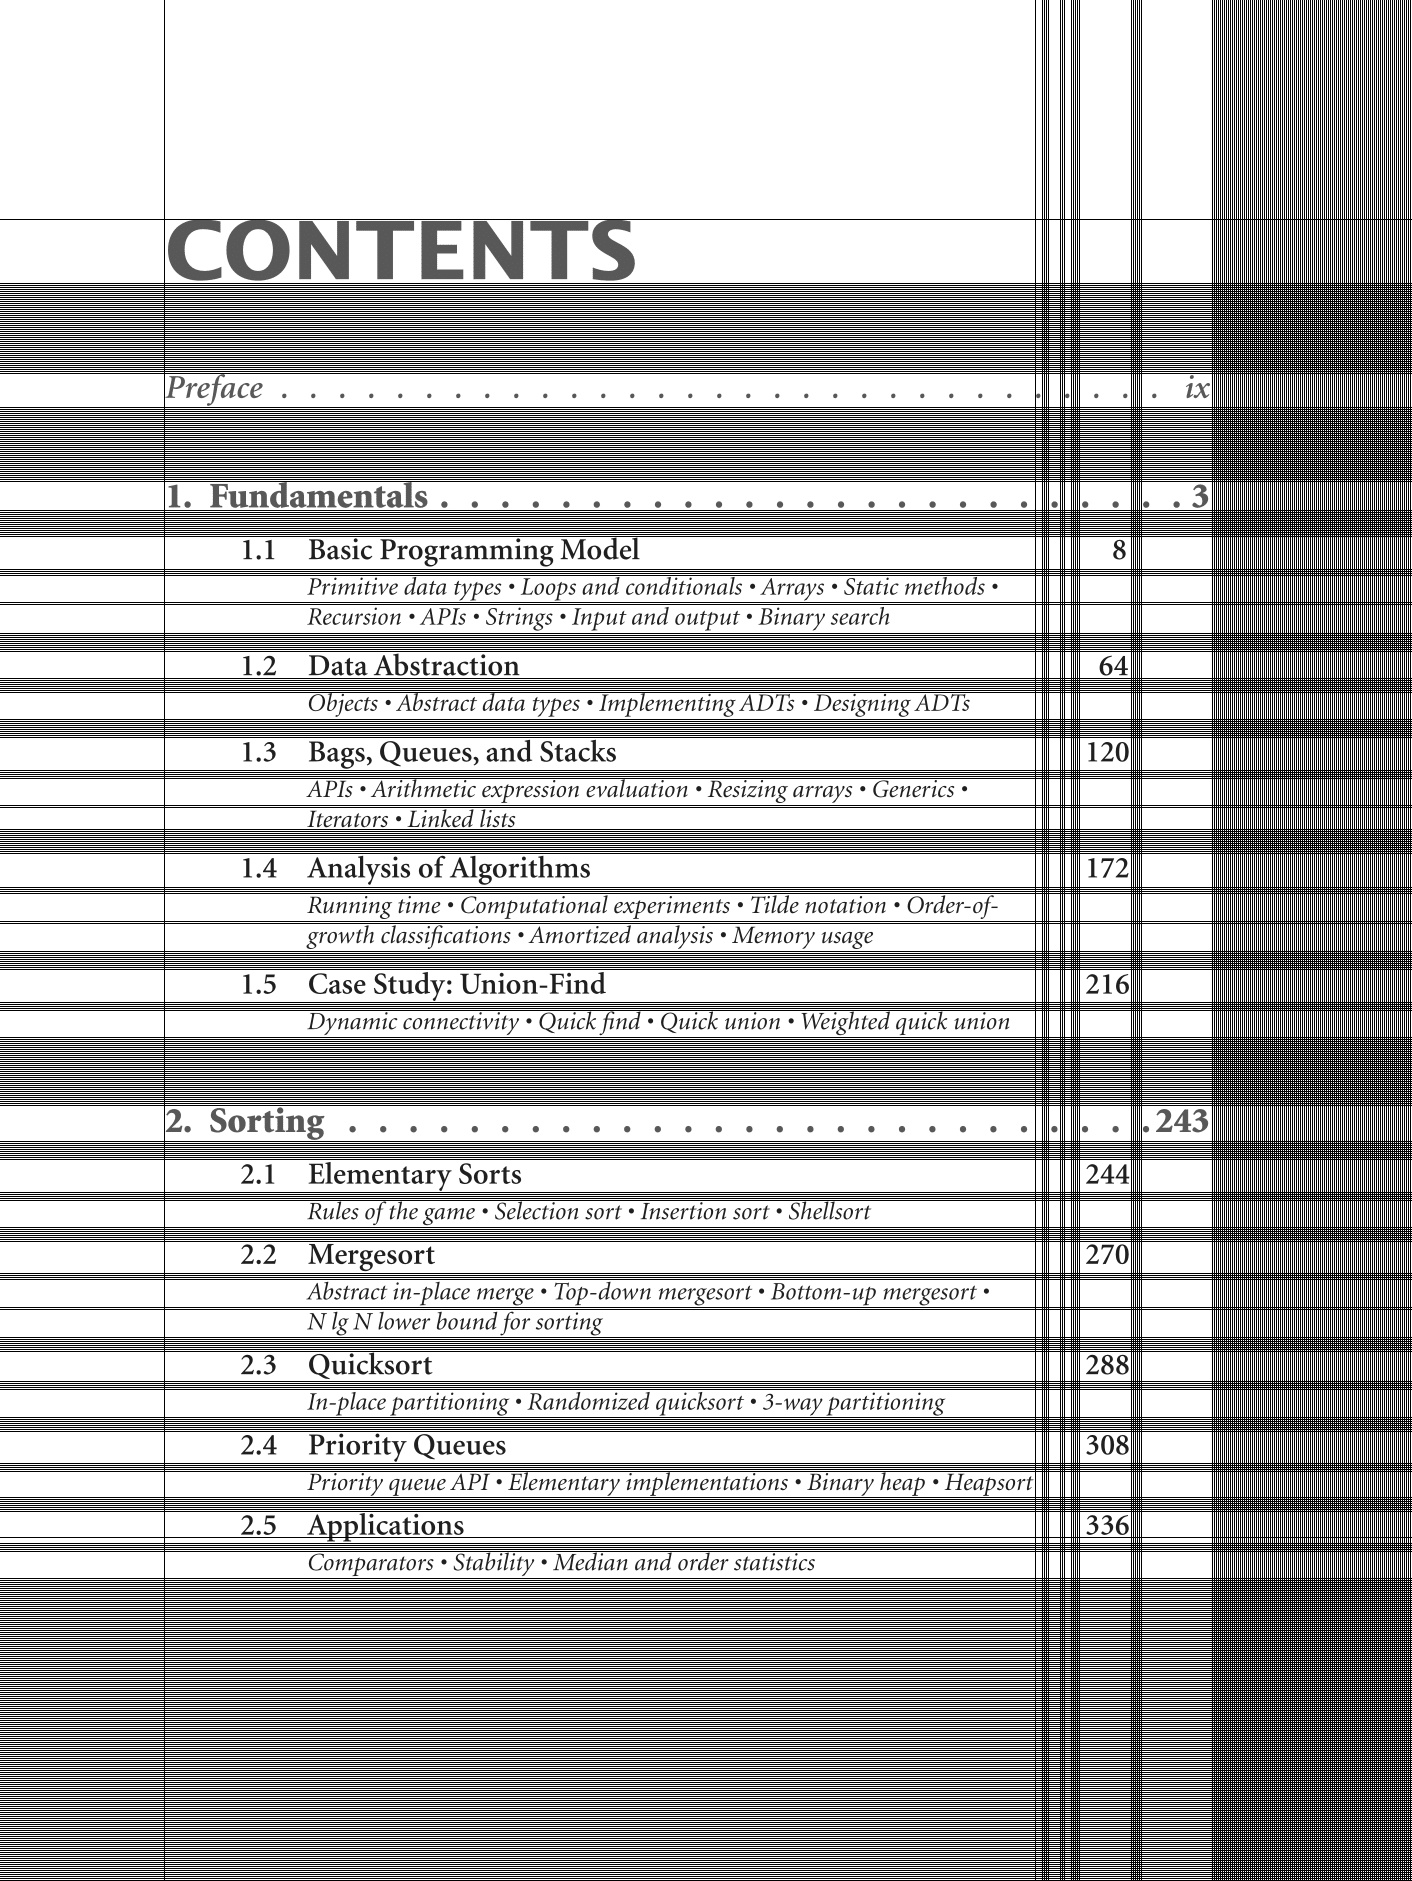 CONTENTS
Preface . . . . . . . . . . . . . . . . . . . . . . . . . . . . . . . ix
1. Fundamentals . . . . . . . . . . . . . . . . . . . . . . . . . 3
1.1 Basic Programming Model 8
Primitive data types • Loops and conditionals • Arrays • Static methods •
Recursion • APIs • Strings • Input and output • Binary search
1.2 Data Abstraction 64
Objects • Abstract data types • Implementing ADTs • Designing ADTs
1.3 Bags, Queues, and Stacks 120
APIs • Arithmetic expression evaluation • Resizing arrays • Generics •
Iterators • Linked lists
1.4 Analysis of Algorithms 172
Running time • Computational experiments • Tilde notation • Order-of-
growth classifications • Amortized analysis • Memory usage
1.5 Case Study: Union-Find 216
Dynamic connectivity • Quick find • Quick union • Weighted quick union
2. Sorting . . . . . . . . . . . . . . . . . . . . . . . . . . . 243
2.1 Elementary Sorts 244
Rules of the game • Selection sort • Insertion sort • Shellsort
2.2 Mergesort 270
Abstract in-place merge • Top-down mergesort • Bottom-up mergesort •
N lg N lower bound for sorting
2.3 Quicksort 288
In-place partitioning • Randomized quicksort • 3-way partitioning
2.4 Priority Queues 308
Priority queue API • Elementary implementations • Binary heap • Heapsort
2.5 Applications 336
Comparators • Stability • Median and order statistics